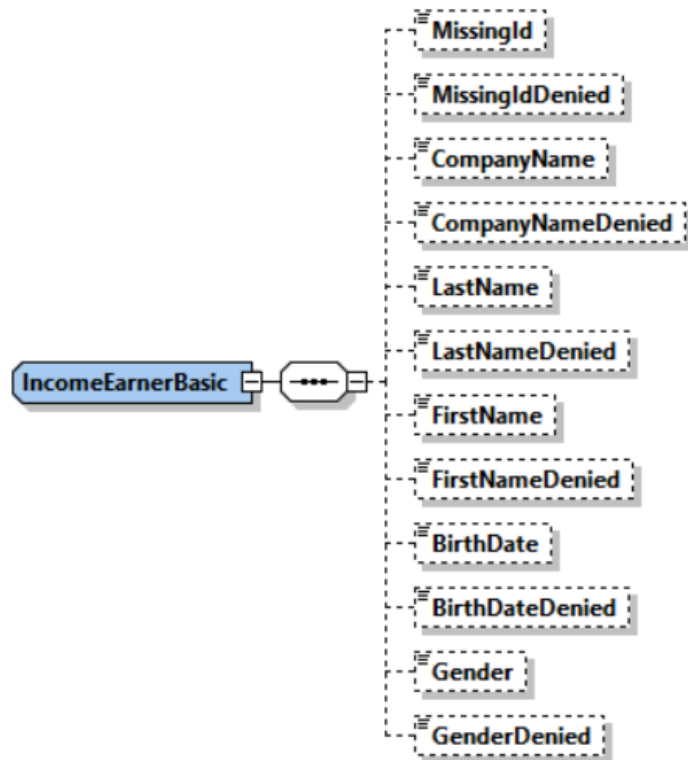 MissingId
MissingIdDenied
CompanyName
CompanyNameDenied
LastName
LastNameDenied
IncomeEarnerBasic
FirstName
FirstNameDenied
BirthDate
BirthDateDenied
Gender
GenderDenied